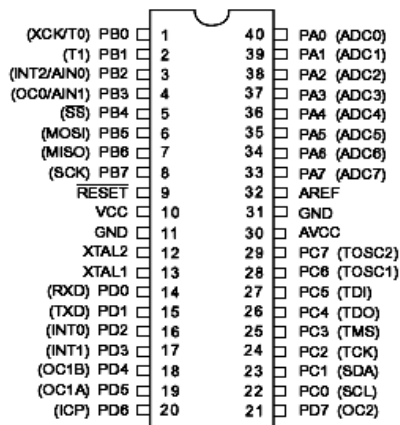 (XCK/T0) PB0 1 40 PA0 (ADC0)
(T1) PB1 2 39 PA1 (ADC1)
(INT2/AIN0) PB2 3 38 PA2 (ADC2)
(OC0/AIN1) PB3 4 37 PA3 (ADC3)
(SS) PB4 5 36 PA4 (ADC4)
(MOSI) PB5 6 35 PA5 (ADC5)
(MISO) PB6 7 34 PA6 (ADC6)
(SCK) PB7 8 33 PA7 (ADC7)
RESET 9 32 AREF
VCC 10 31 GND
GND 11 30 AVCC
XTAL2 12 29 PC7 (TOSC2)
XTAL1 13 28 PC6 (TOSC1)
(RXD) PD0 14 27 PC5 (TDI)
(TXD) PD1 15 26 PC4 (TDO)
(INT0) PD2 16 25 PC3 (TMS)
(INT1) PD3 17 24 PC2 (TCK)
(OC1B) PD4 18 23 PC1 (SDA)
(OC1A) PD5 19 22 PC0 (SCL)
(ICP) PD6 20 21 PD7 (OC2)